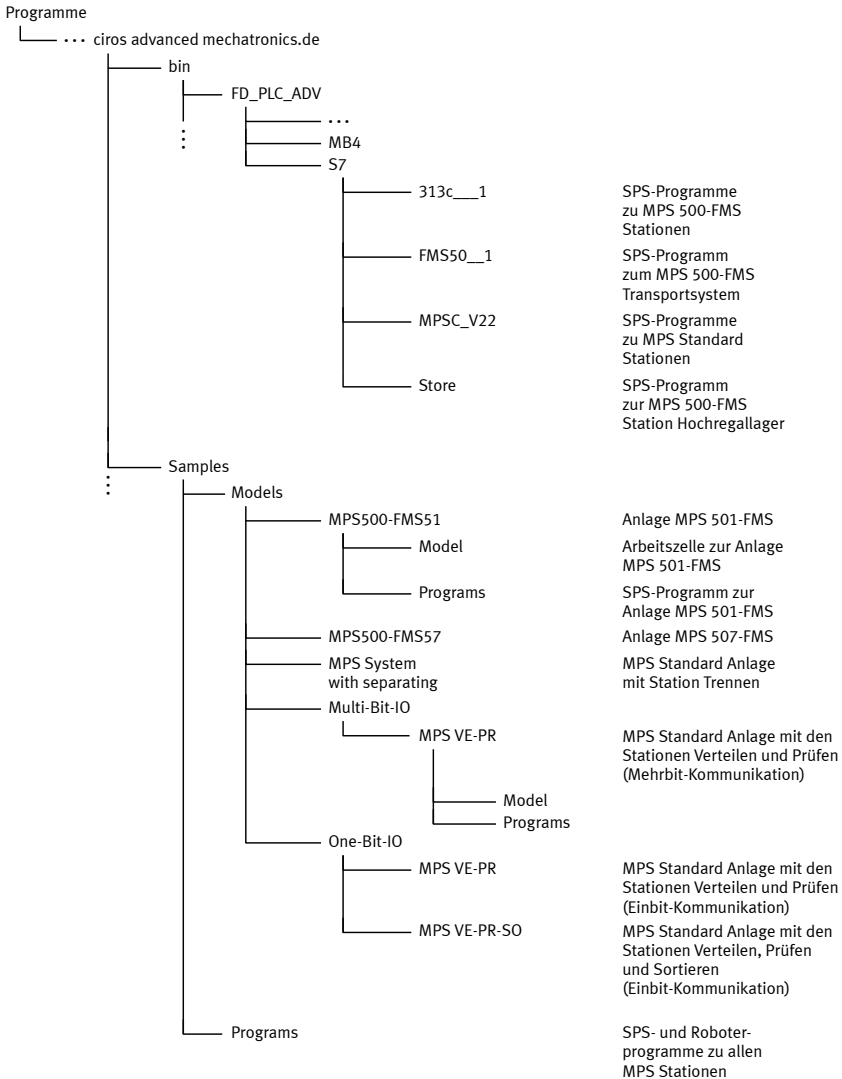 Programme
... ciros advanced mechatronics.de
bin
FD_PLC_ADV
...
MB4
S7
313c___1 SPS-Programme
zu MPS 500-FMS
Stationen
FMS50__1 SPS-Programm
zum MPS 500-FMS
Transportsystem
MPSC_V22 SPS-Programme
zu MPS Standard
Stationen
Store SPS-Programm
zur MPS 500-FMS
Station Hochregallager
Samples
Models
MPS500-FMS51 Anlage MPS 501-FMS
Model Arbeitszelle zur Anlage
MPS 501-FMS
Programs SPS-Programm zur
Anlage MPS 501-FMS
MPS500-FMS57 Anlage MPS 507-FMS
MPS System MPS Standard Anlage
with separating mit Station Trennen
Multi-Bit-IO
MPS VE-PR MPS Standard Anlage mit den
Stationen Verteilen und Prüfen
(Mehrbit-Kommunikation)
Model
Programs
One-Bit-IO
MPS VE-PR MPS Standard Anlage mit den
Stationen Verteilen und Prüfen
(Einbit-Kommunikation)
MPS VE-PR-SO MPS Standard Anlage mit den
Stationen Verteilen, Prüfen
und Sortieren
(Einbit-Kommunikation)
Programs SPS- und Roboter-
programme zu allen
MPS Stationen